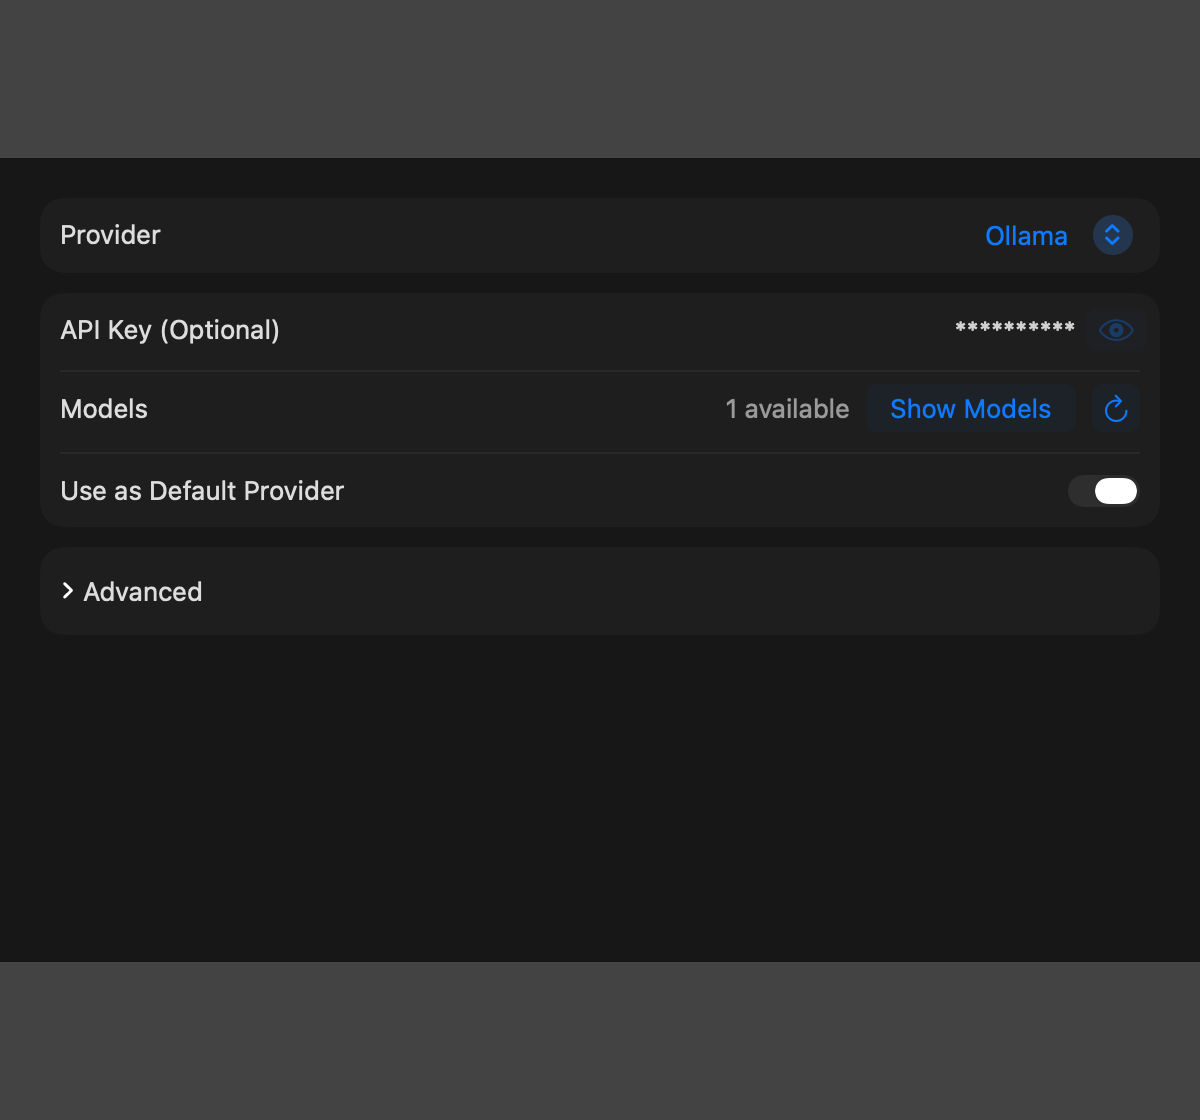 Provider
Ollama
API Key (Optional)
**********
Models
1 available
Show Models
Use as Default Provider
Advanced